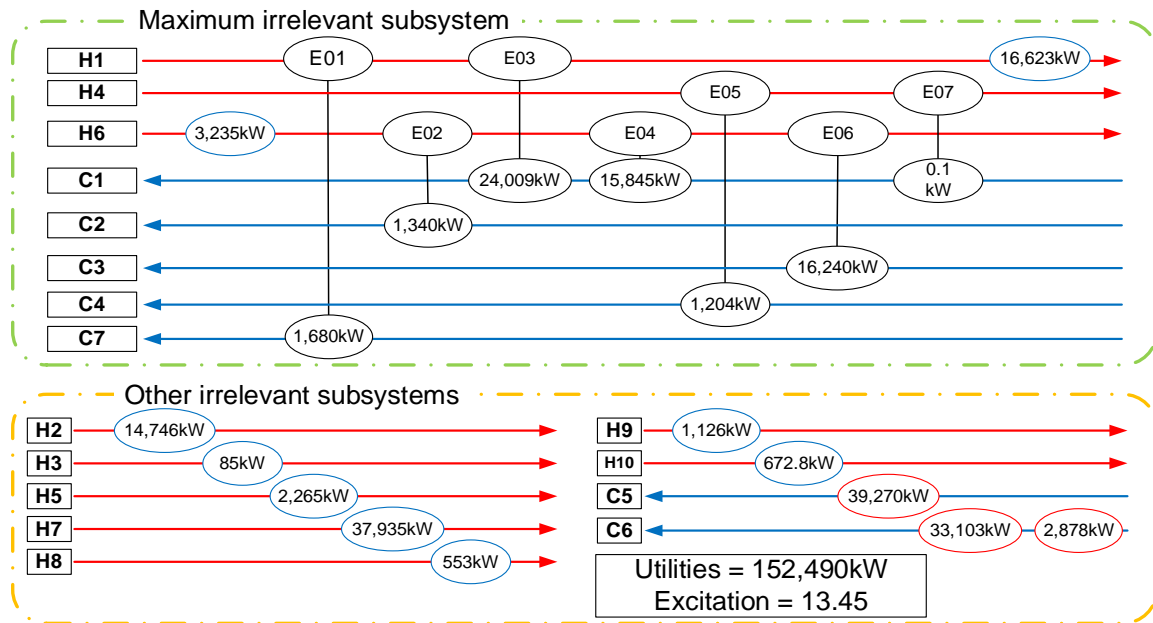 Maximum irrelevant subsystem
H1
E01
E03
16,623kW
H4
E05
E07
H6
3,235kW
E02
E04
E06
C1
24,009kW
15,845kW
0.1
kW
C2
1,340kW
C3
16,240kW
C4
1,204kW
C7
1,680kW
Other irrelevant subsystems
H2
14,746kW
H3
85kW
H5
2,265kW
H7
37,935kW
H8
553kW
H9
1,126kW
H10
672.8kW
C5
39,270kW
C6
33,103kW
2,878kW
Utilities = 152,490kW
Excitation = 13.45